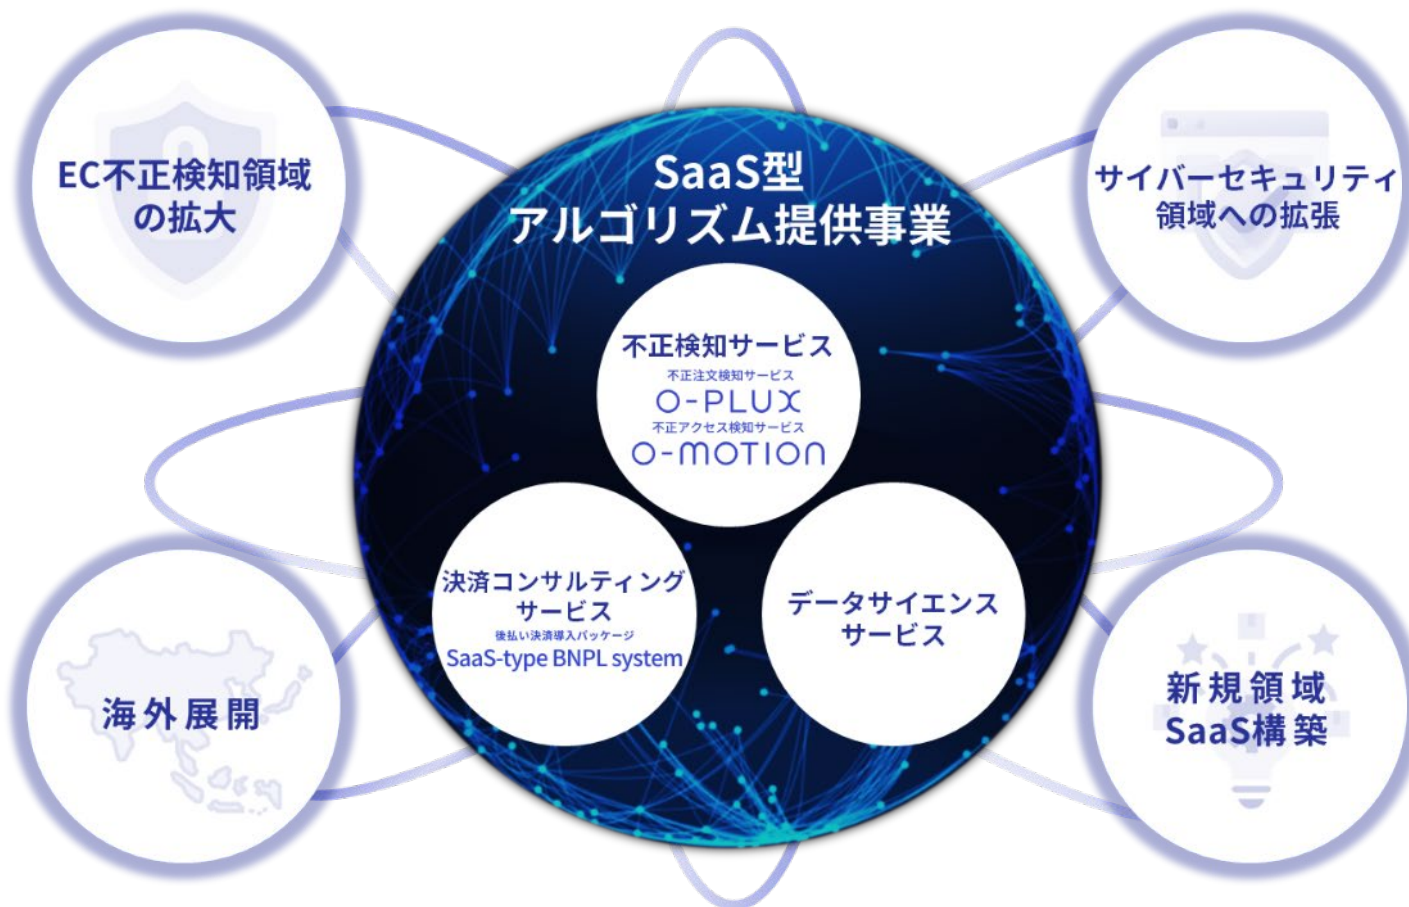 EC不正検知領域
の拡大
SaaS型
アルゴリズム提供事業
サイバーセキュリティ
領域への拡張
不正検知サービス
不正注文検知サービス
O-PLUX
不正アクセス検知サービス
O-MOTION
決済コンサルティング
サービス
後払い決済導入パッケージ
SaaS-type BNPL system
データサイエンス
サービス
海外展開
新規領域
SaaS構築